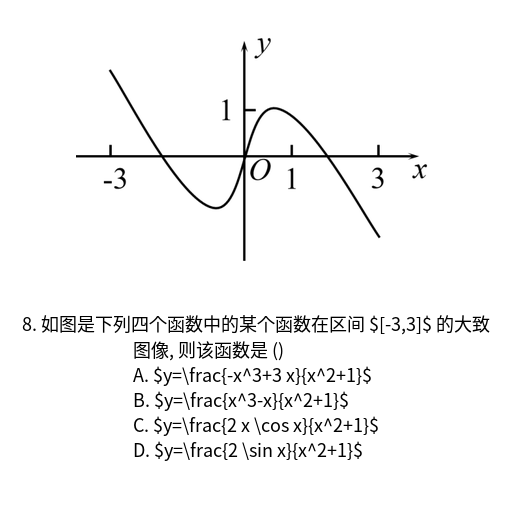 y
1
-3
O
1
3
x
8. 如图是下列四个函数中的某个函数在区间 $[-3,3]$ 的大致
图像, 则该函数是 ()
A. $y=\frac{-x^3+3 x}{x^2+1}$
B. $y=\frac{x^3-x}{x^2+1}$
C. $y=\frac{2 x \cos x}{x^2+1}$
D. $y=\frac{2 \sin x}{x^2+1}$